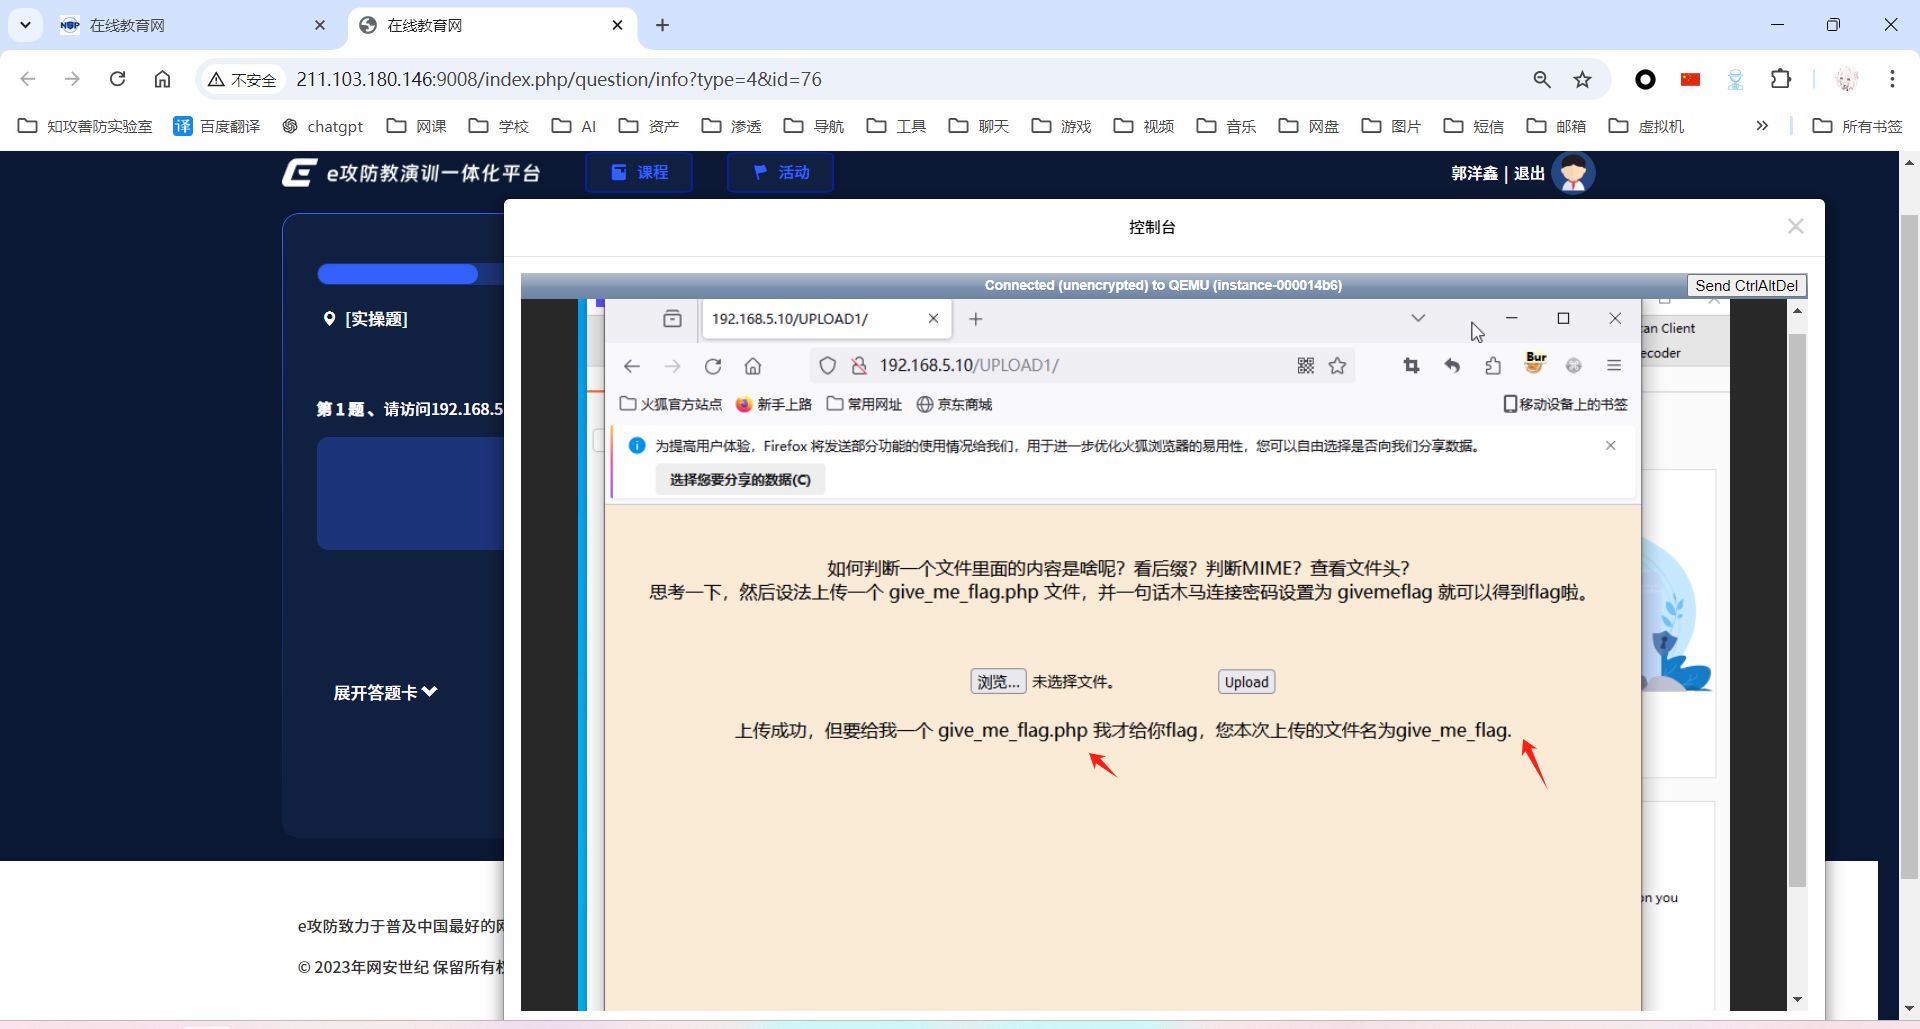 在线教育网
在线教育网
不安全
211.103.180.146:9008/index.php/question/info?type=4&id=76
知攻善防实验室
译 百度翻译
chatgpt
网课
学校
AI
资产
渗透
导航
工具
聊天
游戏
视频
音乐
网盘
图片
短信
邮箱
虚拟机
所有书签
e攻防教演训一体化平台
课程
活动
郭洋鑫 | 退出
控制台
Connected (unencrypted) to QEMU (instance-000014b6)
Send CtrlAltDel
192.168.5.10/UPLOAD1/
can Client
ecoder
192.168.5.10/UPLOAD1/
Bur
火狐官方站点
新手上路
常用网址
京东商城
移动设备上的书签
为提高用户体验，Firefox 将发送部分功能的使用情况给我们，用于进一步优化火狐浏览器的易用性，您可以自由选择是否向我们分享数据。
选择您要分享的数据(C)
[实操题]
第1题、请访问192.168.5
展开答题卡
如何判断一个文件里面的内容是啥呢？看后缀？判断MIME？查看文件头？
思考一下，然后设法上传一个 give_me_flag.php 文件，并一句话木马连接密码设置为 givemeflag 就可以得到flag啦。
浏览... 未选择文件。
Upload
上传成功，但要给我一个 give_me_flag.php 我才给你flag，您本次上传的文件名为give_me_flag.
on you
e攻防致力于普及中国最好的
© 2023年网安世纪 保留所有